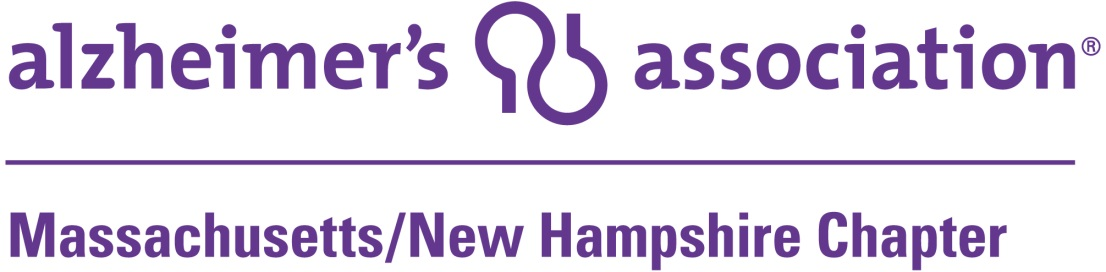 alzheimer's association®
Massachusetts/New Hampshire Chapter